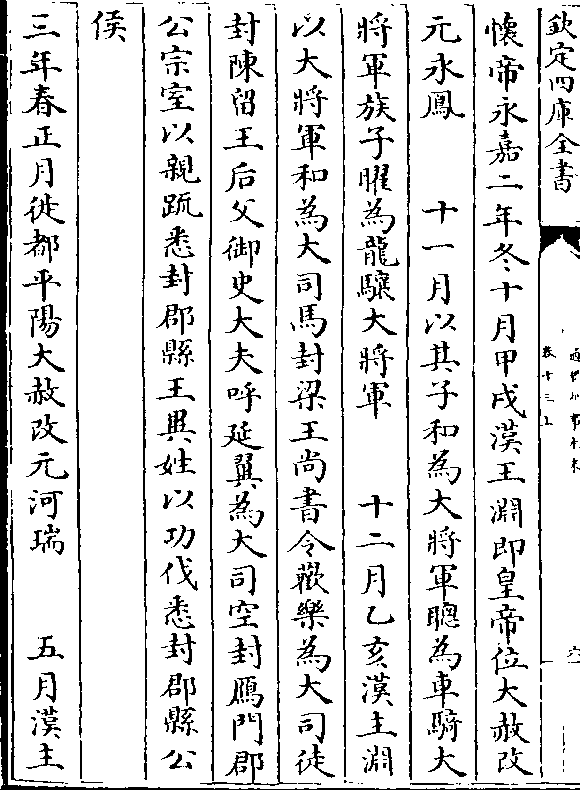 欽定四庫全書
卷十三上
懷帝永嘉二年冬十月甲戌漢王淵即皇帝位大赦改
元永鳳　十一月以其子和為大將軍聰為車騎大
將軍族子曜為龍驤大將軍　十二月乙亥漢主淵
以大將軍和為大司馬封梁王尚書令歡樂為大司徒
封陳留王后父御史大夫呼延翼為大司空封鴈門郡
公宗室以親疏悉封郡縣王異姓以功伐悉封郡縣公
侯
三年春正月徙都平陽大赦改元河瑞　五月漢主